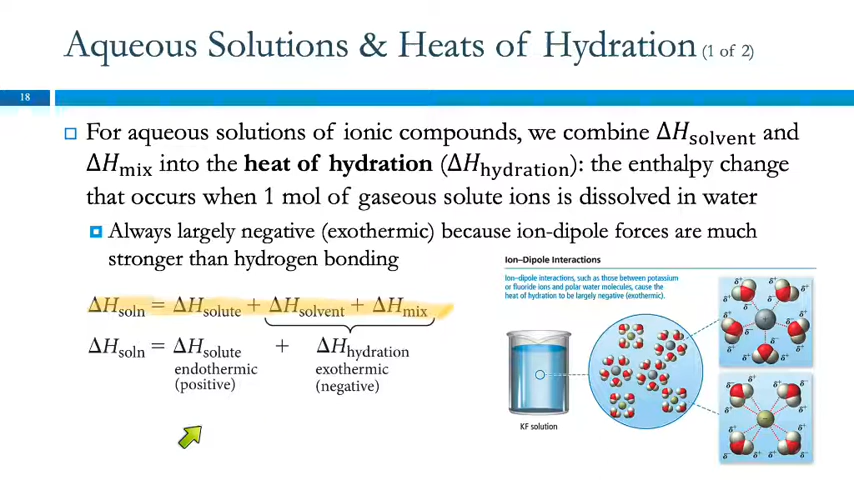 Aqueous Solutions & Heats of Hydration (1 of 2)
18
For aqueous solutions of ionic compounds, we combine ΔHsolvent and
ΔHmix into the heat of hydration (ΔHhydration): the enthalpy change
that occurs when 1 mol of gaseous solute ions is dissolved in water
Always largely negative (exothermic) because ion-dipole forces are much
stronger than hydrogen bonding
ΔHsoln = ΔHsolute + ΔHsolvent + ΔHmix
ΔHsoln = ΔHsolute + ΔHhydration
endothermic exothermic
(positive) (negative)
Ion–Dipole Interactions
Ion–dipole interactions, such as those between potassium
or fluoride ions and polar water molecules, cause the
heat of hydration to be largely negative (exothermic).
KF solution
δ+ δ+
δ+ δ+
δ− δ−
δ+ δ+
δ− δ−
δ+ δ+